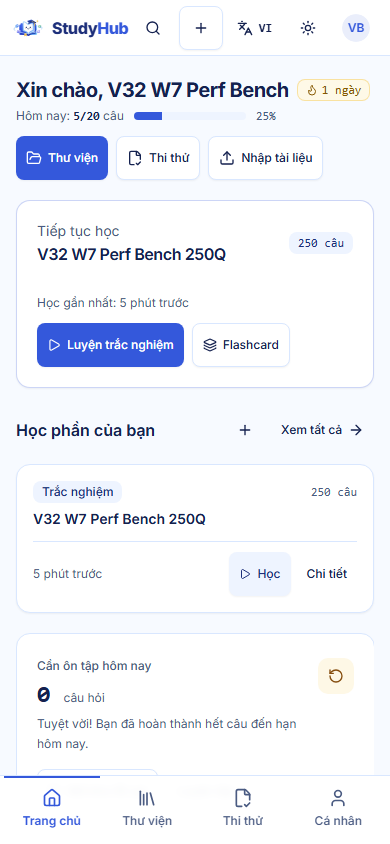 StudyHub
VI
VB
Xin chào, V32 W7 Perf Bench
1 ngày
Hôm nay: 5/20 câu
25%
Thư viện
Thi thử
Nhập tài liệu
Tiếp tục học
V32 W7 Perf Bench 250Q
250 câu
Học gần nhất: 5 phút trước
Luyện trắc nghiệm
Flashcard
Học phần của bạn
Xem tất cả
Trắc nghiệm
250 câu
V32 W7 Perf Bench 250Q
5 phút trước
Học
Chi tiết
Cần ôn tập hôm nay
0 câu hỏi
Tuyệt vời! Bạn đã hoàn thành hết câu đến hạn
hôm nay.
Trang chủ
Thư viện
Thi thử
Cá nhân